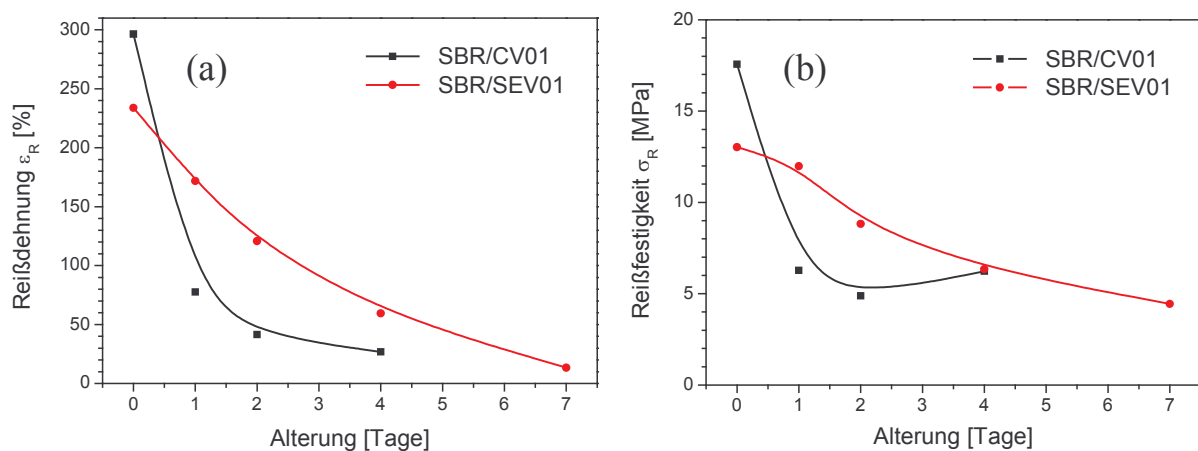 300
250
200
150
100
50
0
Reißdehnung ε_R [%]
(a)
SBR/CV01
SBR/SEV01
0 1 2 3 4 5 6 7
Alterung [Tage]
20
15
10
5
0
Reißfestigkeit σ_R [MPa]
(b)
SBR/CV01
SBR/SEV01
0 1 2 3 4 5 6 7
Alterung [Tage]